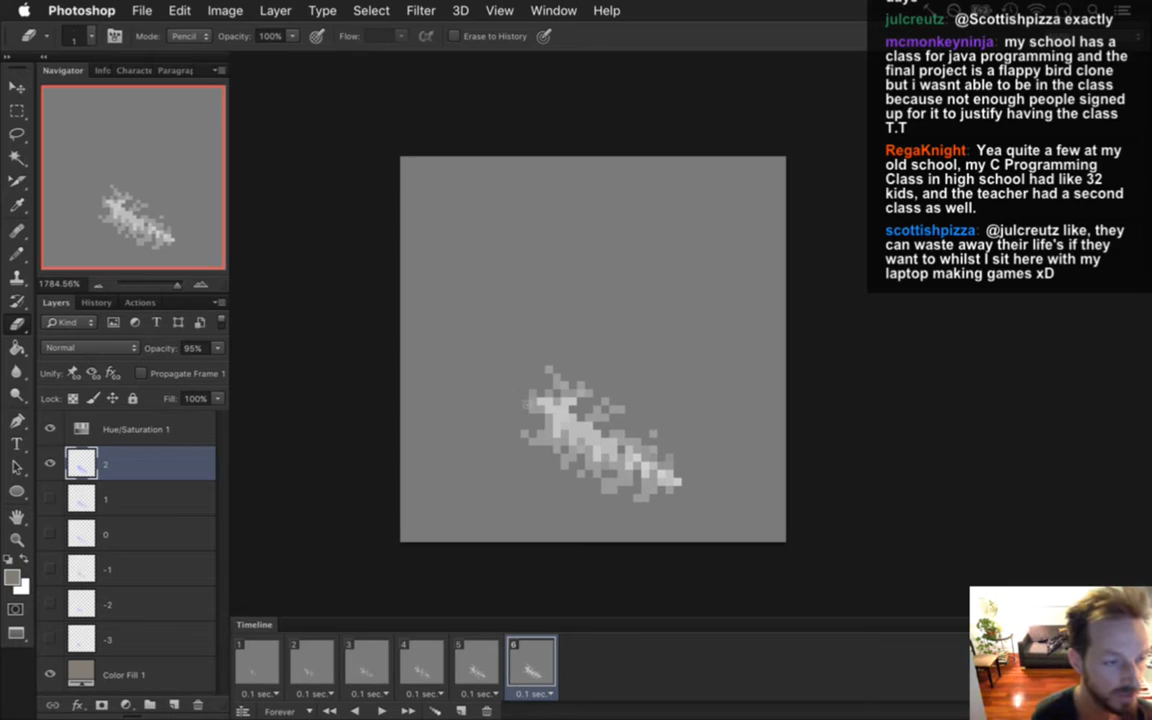 Photoshop File Edit Image Layer Type Select Filter 3D View Window Help
1 Mode: Pencil Opacity: 100% Flow: Erase to History
Navigator Info Characte Paragra
1784.56%
Layers History Actions
Kind
Normal Opacity: 95%
Unify: Propagate Frame 1
Lock: Fill: 100%
Hue/Saturation 1
2
1
0
-1
-2
-3
Color Fill 1
Timeline
1 2 3 4 5 6
0.1 sec. 0.1 sec. 0.1 sec. 0.1 sec. 0.1 sec. 0.1 sec.
Forever
julcreutz: @Scottishpizza exactly
mcmonkeyninja: my school has a
class for java programming and the
final project is a flappy bird clone
but i wasnt able to be in the class
because not enough people signed
up for it to justify having the class
T.T
RegaKnight: Yea quite a few at my
old school, my C Programming
Class in high school had like 32
kids, and the teacher had a second
class as well.
scottishpizza: @julcreutz like, they
can waste away their life's if they
want to whilst I sit here with my
laptop making games xD